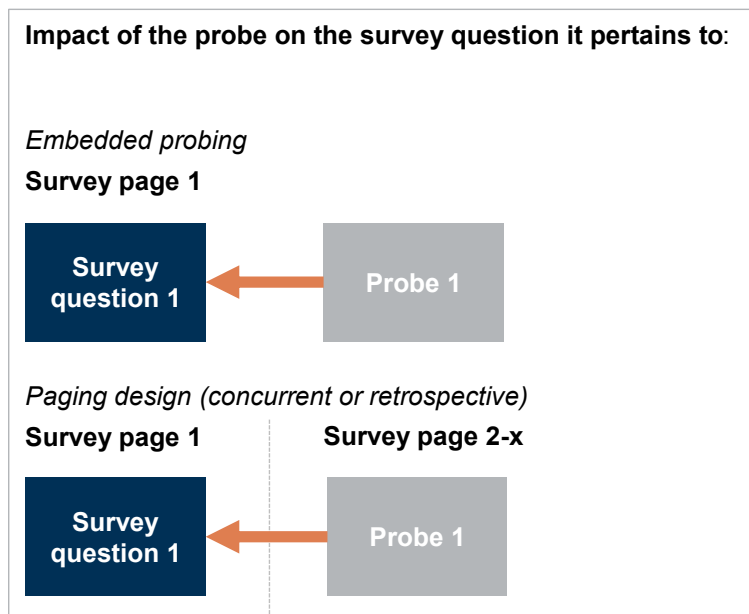 Impact of the probe on the survey question it pertains to:
Embedded probing
Survey page 1
Survey
question 1
Probe 1
Paging design (concurrent or retrospective)
Survey page 1
Survey page 2-x
Survey
question 1
Probe 1